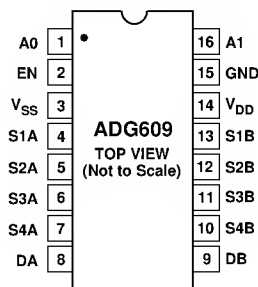 A0 1 16 A1
EN 2 15 GND
VSS 3 14 VDD
S1A 4 ADG609 13 S1B
TOP VIEW
S2A 5 (Not to Scale) 12 S2B
S3A 6 11 S3B
S4A 7 10 S4B
DA 8 9 DB